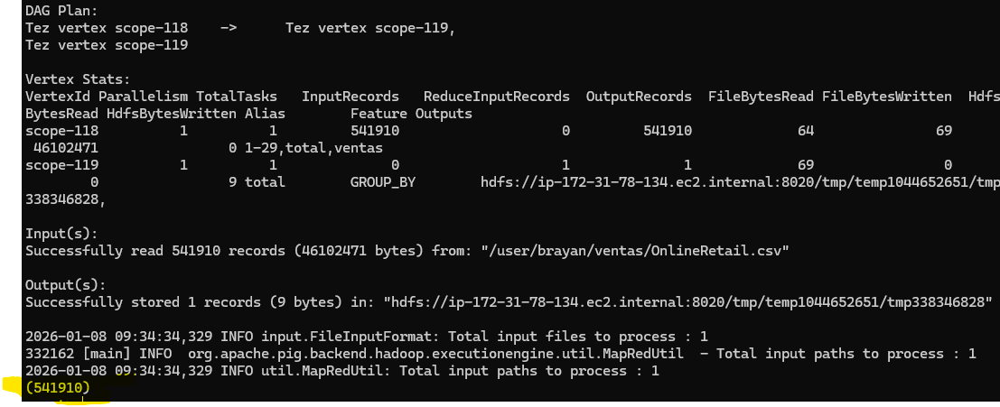 DAG Plan:
Tez vertex scope-118    ->      Tez vertex scope-119,
Tez vertex scope-119
Vertex Stats:
VertexId Parallelism TotalTasks   InputRecords   ReduceInputRecords  OutputRecords  FileBytesRead FileBytesWritten  Hdfs
BytesRead HdfsBytesWritten Alias        Feature Outputs
scope-118          1          1         541910                    0         541910             64               69
 46102471                0 1-29,total,ventas
scope-119          1          1              0                    1              1             69                0
        0                9 total        GROUP_BY        hdfs://ip-172-31-78-134.ec2.internal:8020/tmp/temp1044652651/tmp
338346828,
Input(s):
Successfully read 541910 records (46102471 bytes) from: "/user/brayan/ventas/OnlineRetail.csv"
Output(s):
Successfully stored 1 records (9 bytes) in: "hdfs://ip-172-31-78-134.ec2.internal:8020/tmp/temp1044652651/tmp338346828"
2026-01-08 09:34:34,329 INFO input.FileInputFormat: Total input files to process : 1
332162 [main] INFO  org.apache.pig.backend.hadoop.executionengine.util.MapRedUtil  - Total input paths to process : 1
2026-01-08 09:34:34,329 INFO util.MapRedUtil: Total input paths to process : 1
(541910)